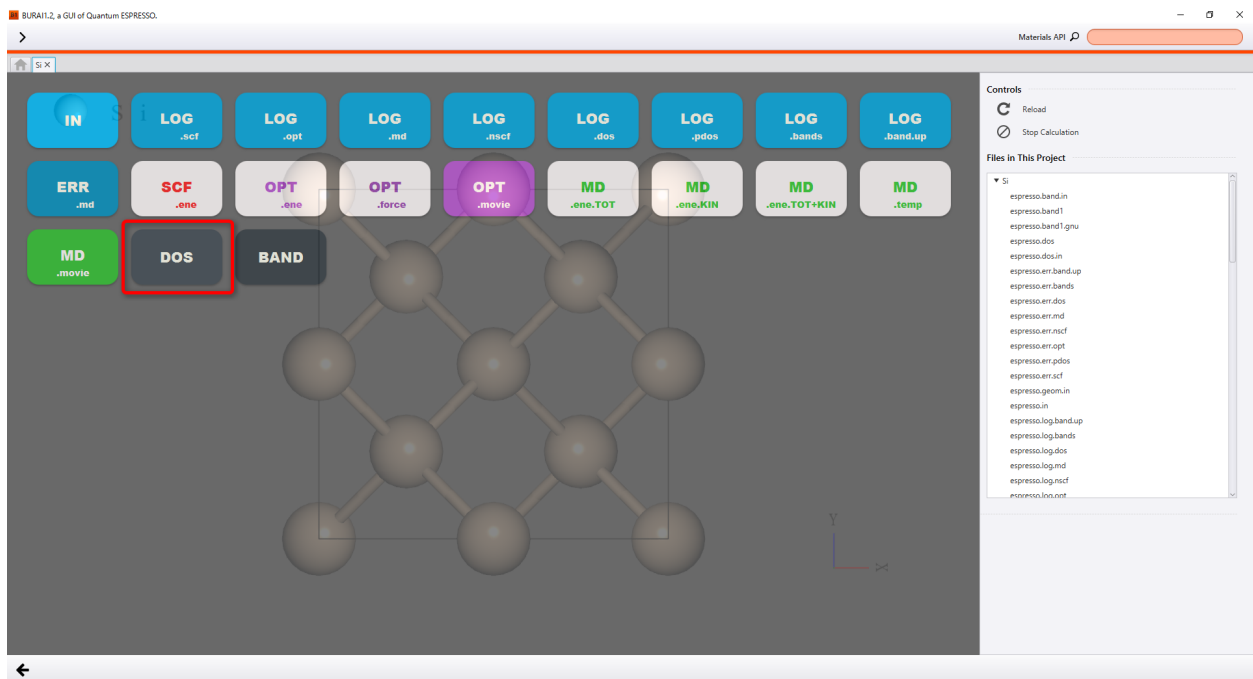 BURAI1.2, a GUI of Quantum ESPRESSO.
Materials API
Si
Si
IN
LOG
.scf
LOG
.opt
LOG
.md
LOG
.nscf
LOG
.dos
LOG
.pdos
LOG
.bands
LOG
.band.up
ERR
.md
SCF
.ene
OPT
.ene
OPT
.force
OPT
.movie
MD
.ene.TOT
MD
.ene.KIN
MD
.ene.TOT+KIN
MD
.temp
MD
.movie
DOS
BAND
Y
X
Controls
Reload
Stop Calculation
Files in This Project
Si
espresso.band.in
espresso.band1
espresso.band1.gnu
espresso.dos
espresso.dos.in
espresso.err.band.up
espresso.err.bands
espresso.err.dos
espresso.err.md
espresso.err.nscf
espresso.err.opt
espresso.err.pdos
espresso.err.scf
espresso.geom.in
espresso.in
espresso.log.band.up
espresso.log.bands
espresso.log.dos
espresso.log.md
espresso.log.nscf
espresso.log.opt